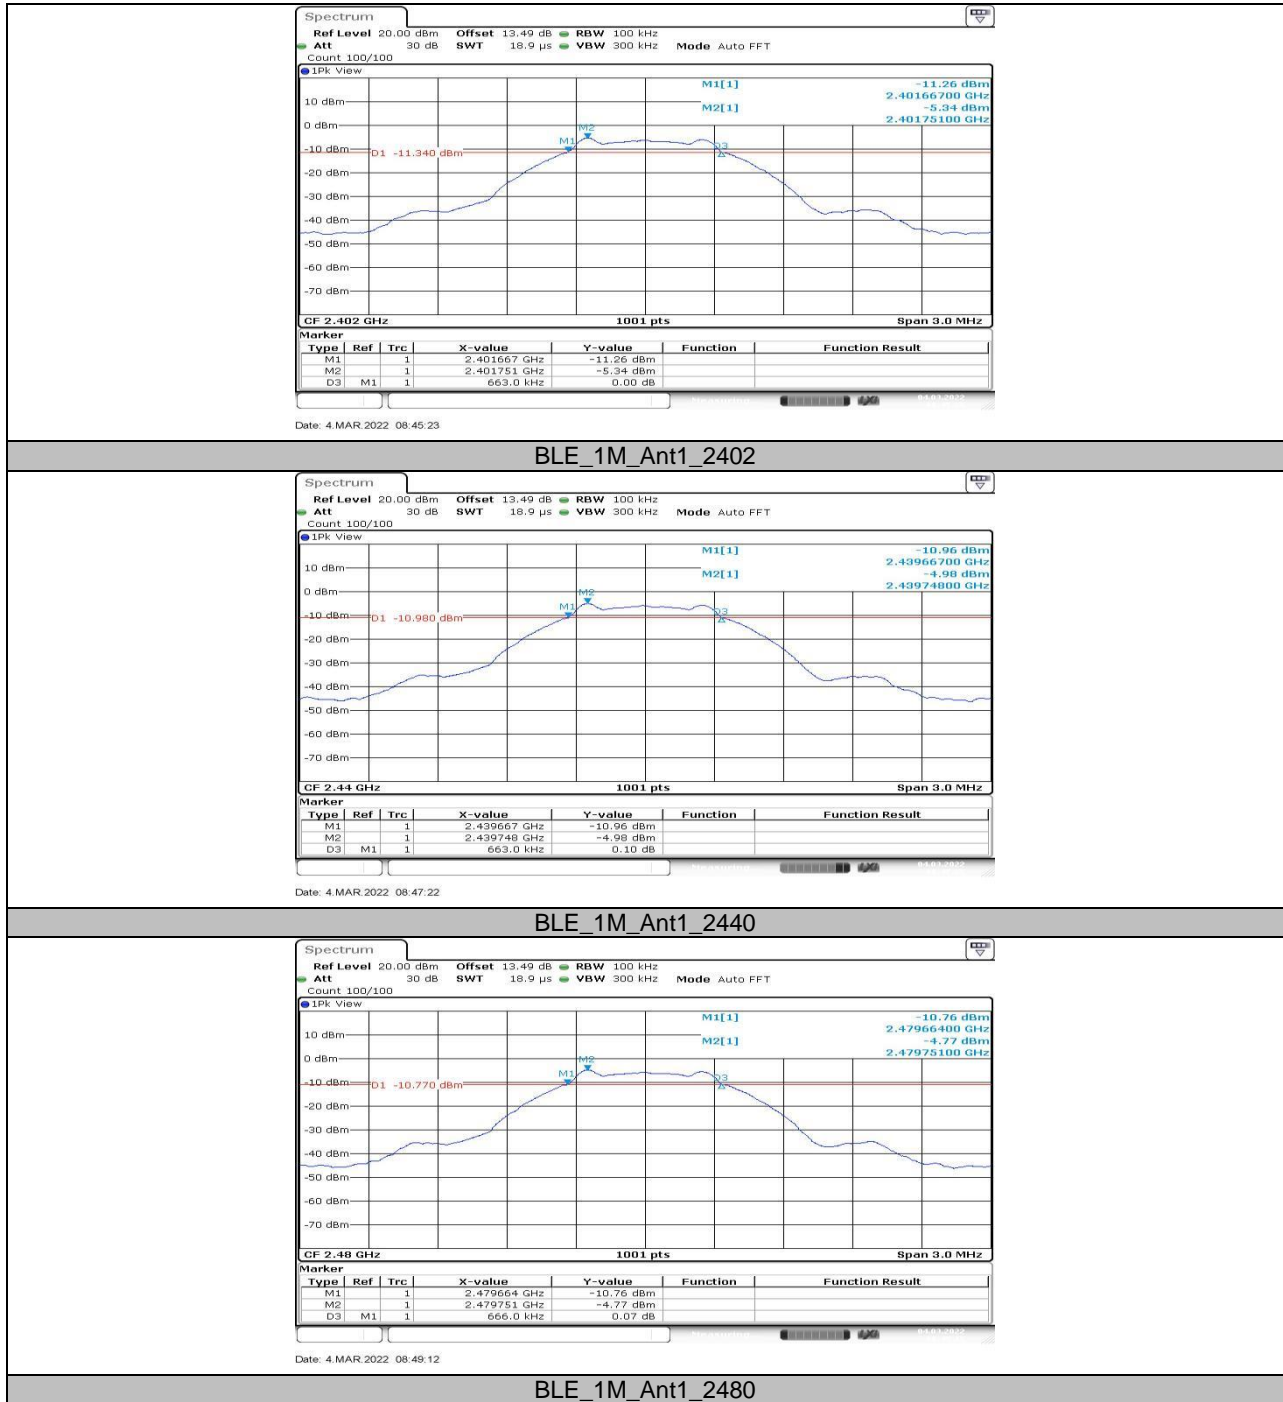 Spectrum
Ref Level 20.00 dBm Offset 13.49 dB RBW 100 kHz
Att 30 dB SWT 18.9 µs VBW 300 kHz Mode Auto FFT
Count 100/100
1Pk View
M1[1] -11.26 dBm
2.40166700 GHz
10 dBm
M2[1] -5.34 dBm
2.40175100 GHz
0 dBm
M2
M1
D3
-10 dBm
D1 -11.340 dBm
-20 dBm
-30 dBm
-40 dBm
-50 dBm
-60 dBm
-70 dBm
CF 2.402 GHz 1001 pts Span 3.0 MHz
Marker
Type Ref Trc X-value Y-value Function Function Result
M1 1 2.401667 GHz -11.26 dBm
M2 1 2.401751 GHz -5.34 dBm
D3 M1 1 663.0 kHz 0.00 dB
04.03.2022
Date: 4.MAR.2022 08:45:23
BLE_1M_Ant1_2402
Spectrum
Ref Level 20.00 dBm Offset 13.49 dB RBW 100 kHz
Att 30 dB SWT 18.9 µs VBW 300 kHz Mode Auto FFT
Count 100/100
1Pk View
M1[1] -10.96 dBm
2.43966700 GHz
10 dBm
M2[1] -4.98 dBm
2.43974800 GHz
0 dBm
M2
M1
D3
-10 dBm
D1 -10.980 dBm
-20 dBm
-30 dBm
-40 dBm
-50 dBm
-60 dBm
-70 dBm
CF 2.44 GHz 1001 pts Span 3.0 MHz
Marker
Type Ref Trc X-value Y-value Function Function Result
M1 1 2.439667 GHz -10.96 dBm
M2 1 2.439748 GHz -4.98 dBm
D3 M1 1 663.0 kHz 0.10 dB
04.03.2022
Date: 4.MAR.2022 08:47:22
BLE_1M_Ant1_2440
Spectrum
Ref Level 20.00 dBm Offset 13.49 dB RBW 100 kHz
Att 30 dB SWT 18.9 µs VBW 300 kHz Mode Auto FFT
Count 100/100
1Pk View
M1[1] -10.76 dBm
2.47966400 GHz
10 dBm
M2[1] -4.77 dBm
2.47975100 GHz
0 dBm
M2
M1
D3
-10 dBm
D1 -10.770 dBm
-20 dBm
-30 dBm
-40 dBm
-50 dBm
-60 dBm
-70 dBm
CF 2.48 GHz 1001 pts Span 3.0 MHz
Marker
Type Ref Trc X-value Y-value Function Function Result
M1 1 2.479664 GHz -10.76 dBm
M2 1 2.479751 GHz -4.77 dBm
D3 M1 1 666.0 kHz 0.07 dB
04.03.2022
Date: 4.MAR.2022 08:49:12
BLE_1M_Ant1_2480